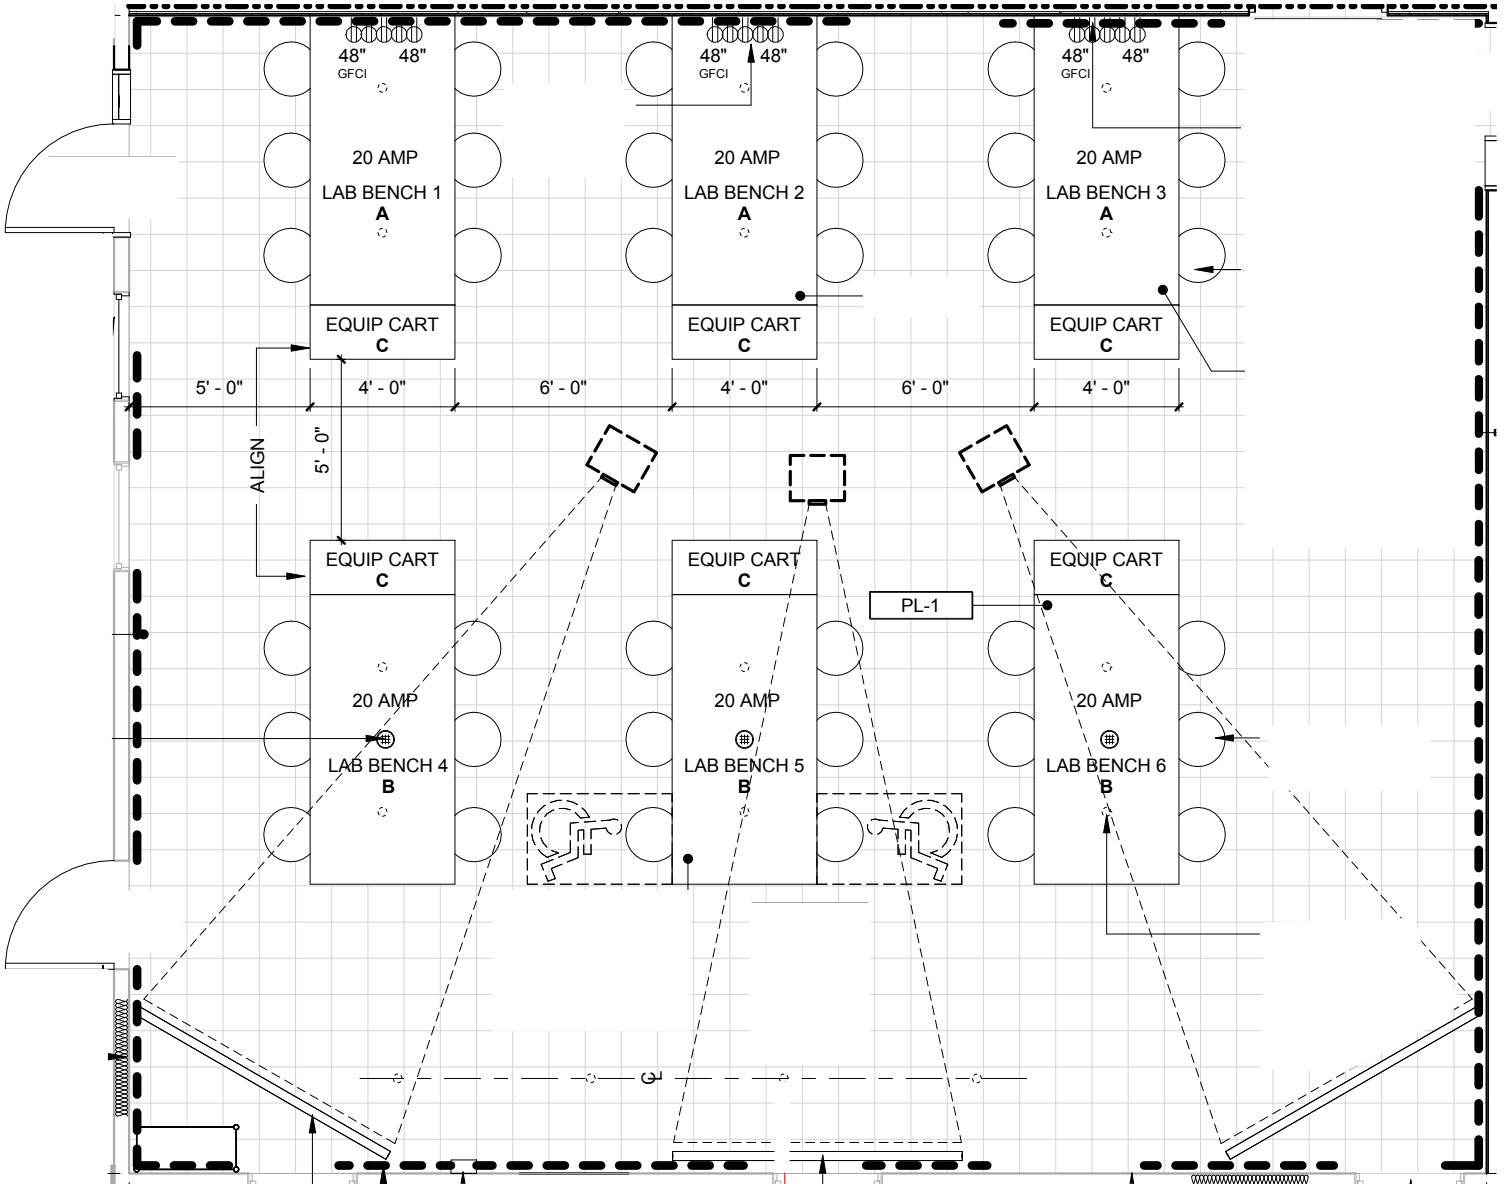 48" 48" 48" 48" 48" 48"
GFCI GFCI GFCI
20 AMP 20 AMP 20 AMP
LAB BENCH 1 LAB BENCH 2 LAB BENCH 3
A A A
EQUIP CART EQUIP CART EQUIP CART
C C C
5' - 0" 4' - 0" 6' - 0" 4' - 0" 6' - 0" 4' - 0"
ALIGN
5' - 0"
EQUIP CART EQUIP CART EQUIP CART
C C C
PL-1
20 AMP 20 AMP 20 AMP
LAB BENCH 4 LAB BENCH 5 LAB BENCH 6
B B B
CL